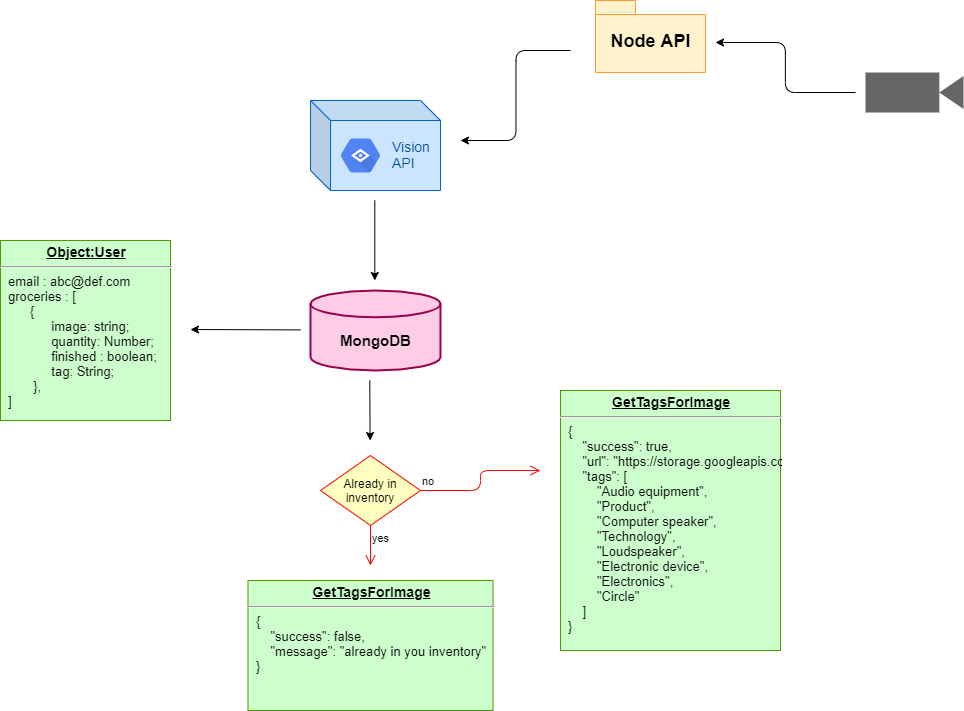 Node API
Vision
API
Object:User
email : abc@def.com
groceries : [
{
image: string;
quantity: Number;
finished : boolean;
tag: String;
},
]
MongoDB
Already in
inventory
no
yes
GetTagsForImage
{
"success": true,
"url": "https://storage.googleapis.co
"tags": [
"Audio equipment",
"Product",
"Computer speaker",
"Technology",
"Loudspeaker",
"Electronic device",
"Electronics",
"Circle"
]
}
GetTagsForImage
{
"success": false,
"message": "already in you inventory"
}